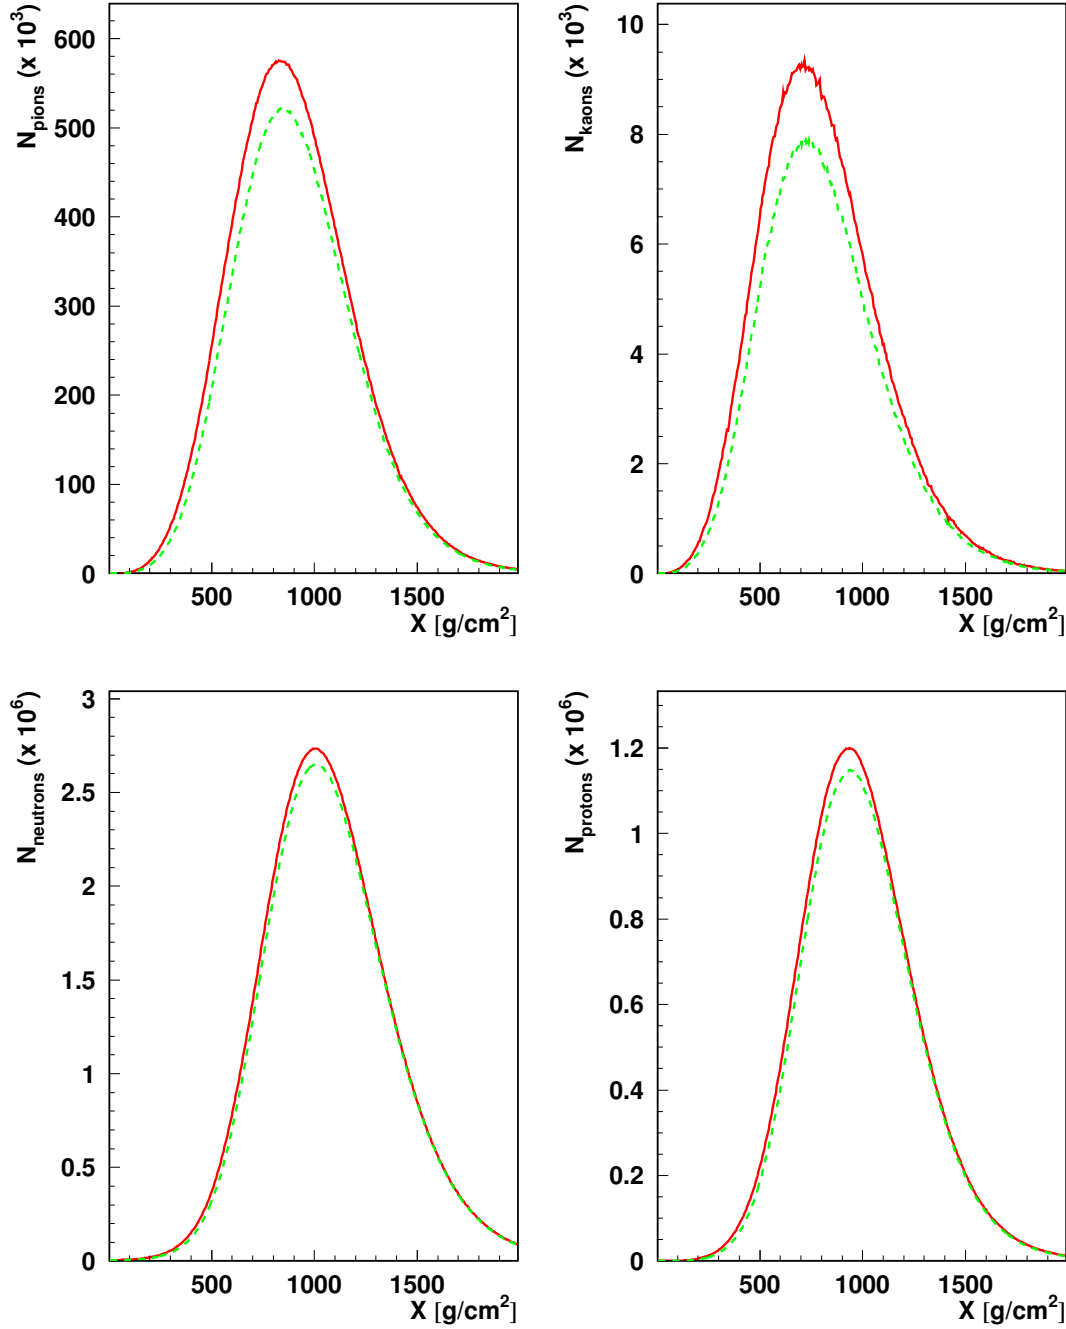 N_pions (x 10^3)
600
500
400
300
200
100
0
500 1000 1500
X [g/cm^2]
N_kaons (x 10^3)
10
8
6
4
2
0
500 1000 1500
X [g/cm^2]
N_neutrons (x 10^6)
3
2.5
2
1.5
1
0.5
0
500 1000 1500
X [g/cm^2]
N_protons (x 10^6)
1.2
1
0.8
0.6
0.4
0.2
0
500 1000 1500
X [g/cm^2]